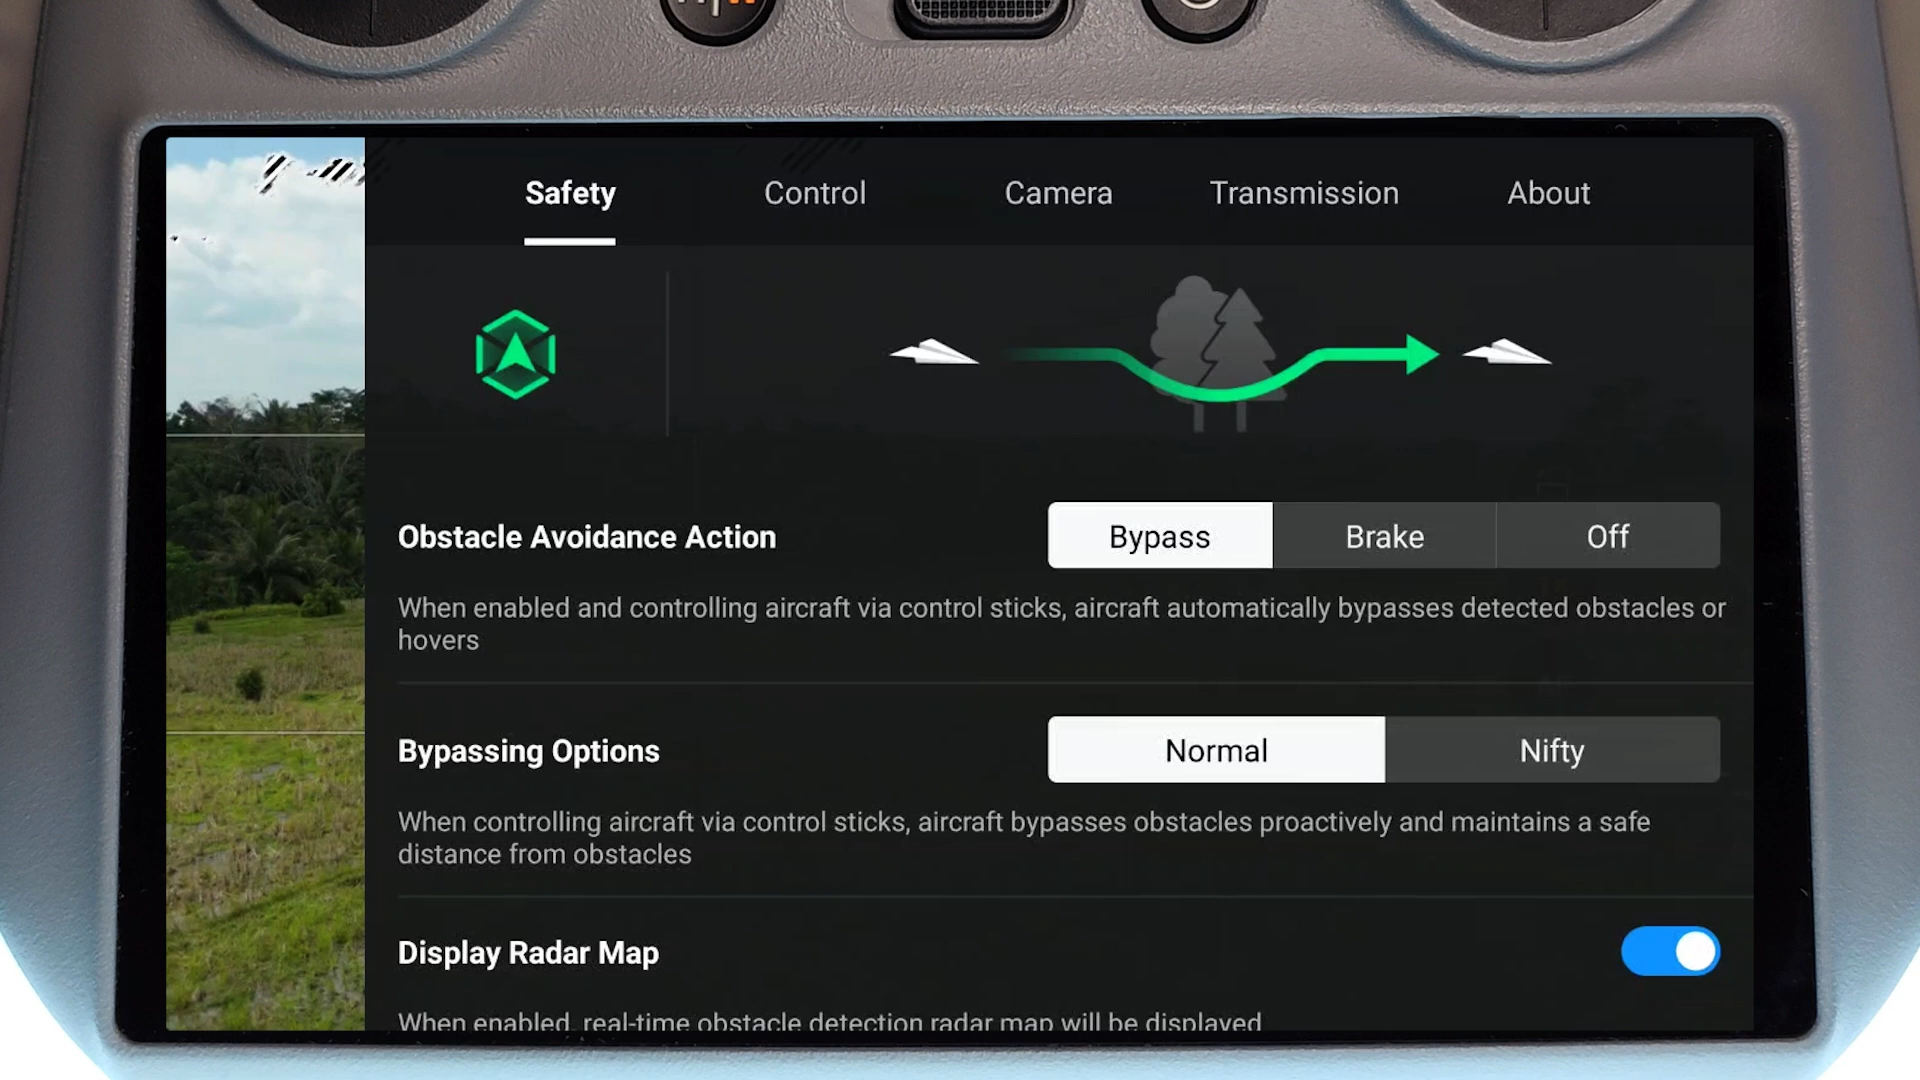 Safety
Control
Camera
Transmission
About
Obstacle Avoidance Action
Bypass
Brake
Off
When enabled and controlling aircraft via control sticks, aircraft automatically bypasses detected obstacles or
hovers
Bypassing Options
Normal
Nifty
When controlling aircraft via control sticks, aircraft bypasses obstacles proactively and maintains a safe
distance from obstacles
Display Radar Map
When enabled, real-time obstacle detection radar map will be displayed